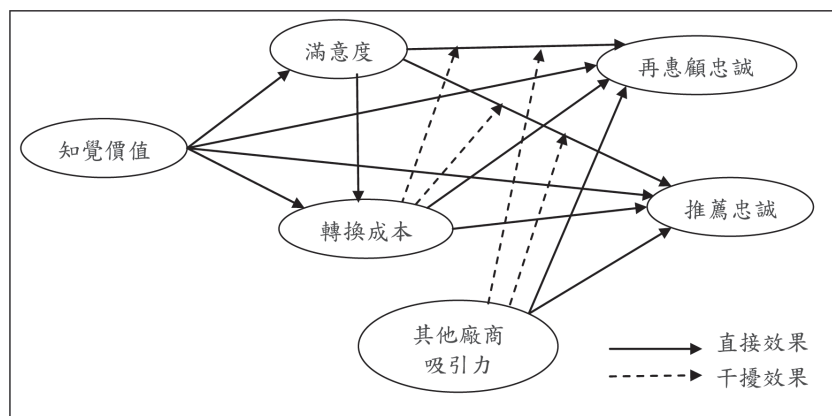 滿意度
再惠顧忠誠
知覺價值
轉換成本
推薦忠誠
其他廠商
吸引力
直接效果
干擾效果